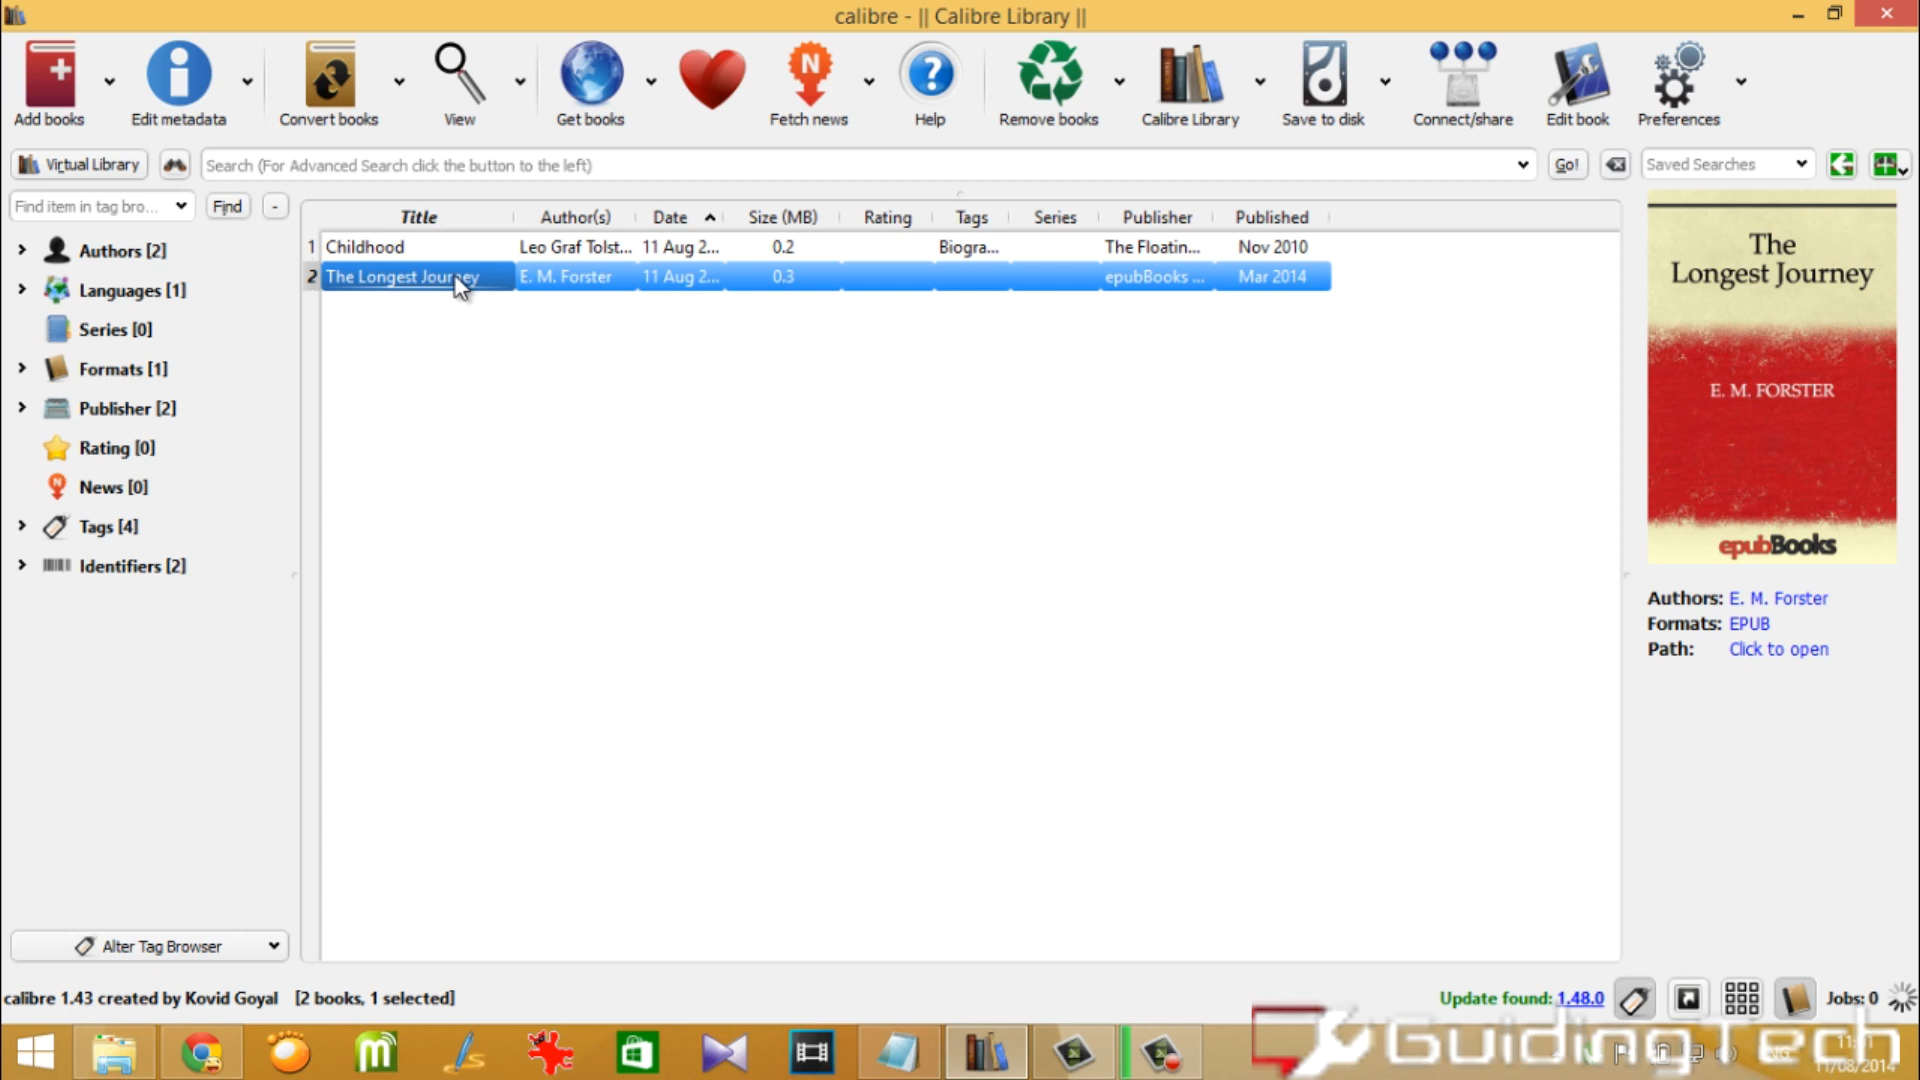 calibre - || Calibre Library ||
Add books
Edit metadata
Convert books
View
Get books
Fetch news
Help
Remove books
Calibre Library
Save to disk
Connect/share
Edit book
Preferences
Virtual Library
Search (For Advanced Search click the button to the left)
Go!
Saved Searches
Find item in tag bro...
Find
-
Title Author(s) Date Size (MB) Rating Tags Series Publisher Published
1 Childhood Leo Graf Tolst... 11 Aug 2... 0.2 Biogra... The Floatin... Nov 2010
2 The Longest Journey E. M. Forster 11 Aug 2... 0.3 epubBooks ... Mar 2014
Authors [2]
Languages [1]
Series [0]
Formats [1]
Publisher [2]
Rating [0]
News [0]
Tags [4]
Identifiers [2]
Alter Tag Browser
The
Longest Journey
E. M. FORSTER
epubBooks
Authors: E. M. Forster
Formats: EPUB
Path: Click to open
calibre 1.43 created by Kovid Goyal [2 books, 1 selected]
Update found: 1.48.0
Jobs: 0
GuidingTech
11/08/2014